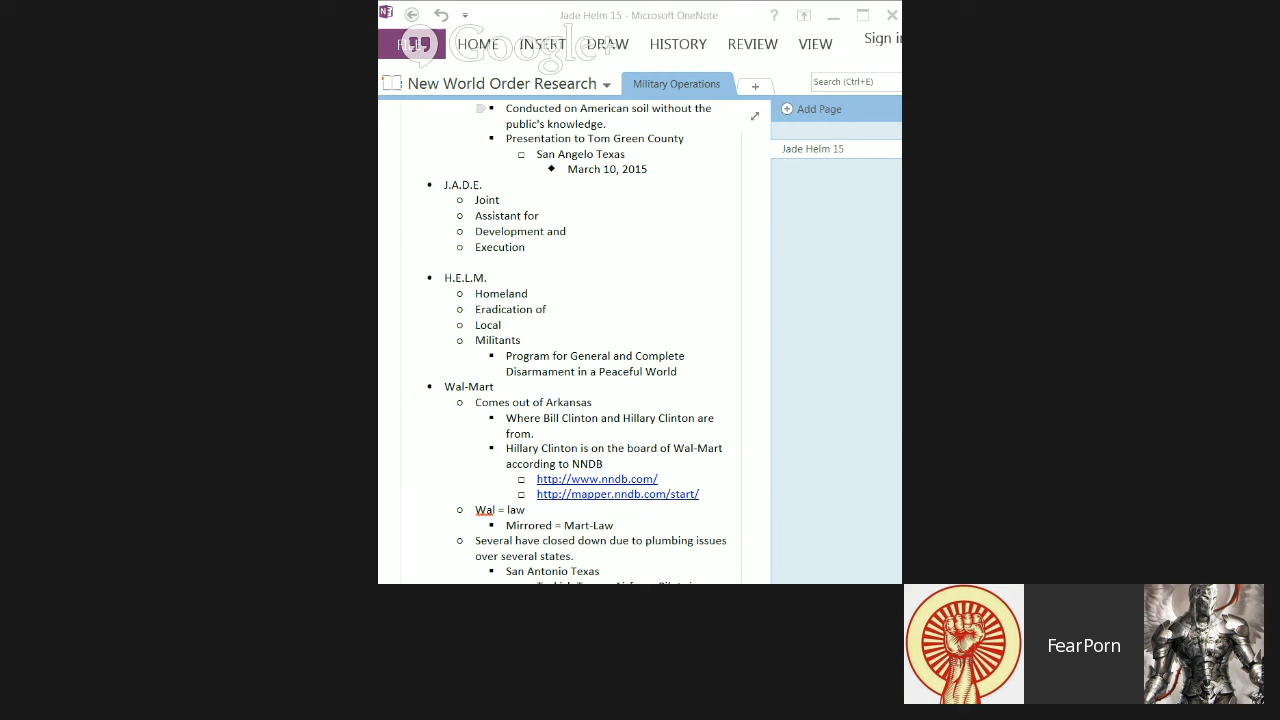 Jade Helm 15 - Microsoft OneNote
Google+
FILE HOME INSERT DRAW HISTORY REVIEW VIEW Sign in
New World Order Research Military Operations + Search (Ctrl+E)
Add Page
Jade Helm 15
Conducted on American soil without the
public's knowledge.
Presentation to Tom Green County
San Angelo Texas
March 10, 2015
J.A.D.E.
Joint
Assistant for
Development and
Execution
H.E.L.M.
Homeland
Eradication of
Local
Militants
Program for General and Complete
Disarmament in a Peaceful World
Wal-Mart
Comes out of Arkansas
Where Bill Clinton and Hillary Clinton are
from.
Hillary Clinton is on the board of Wal-Mart
according to NNDB
http://www.nndb.com/
http://mapper.nndb.com/start/
Wal = law
Mirrored = Mart-Law
Several have closed down due to plumbing issues
over several states.
San Antonio Texas
FearPorn